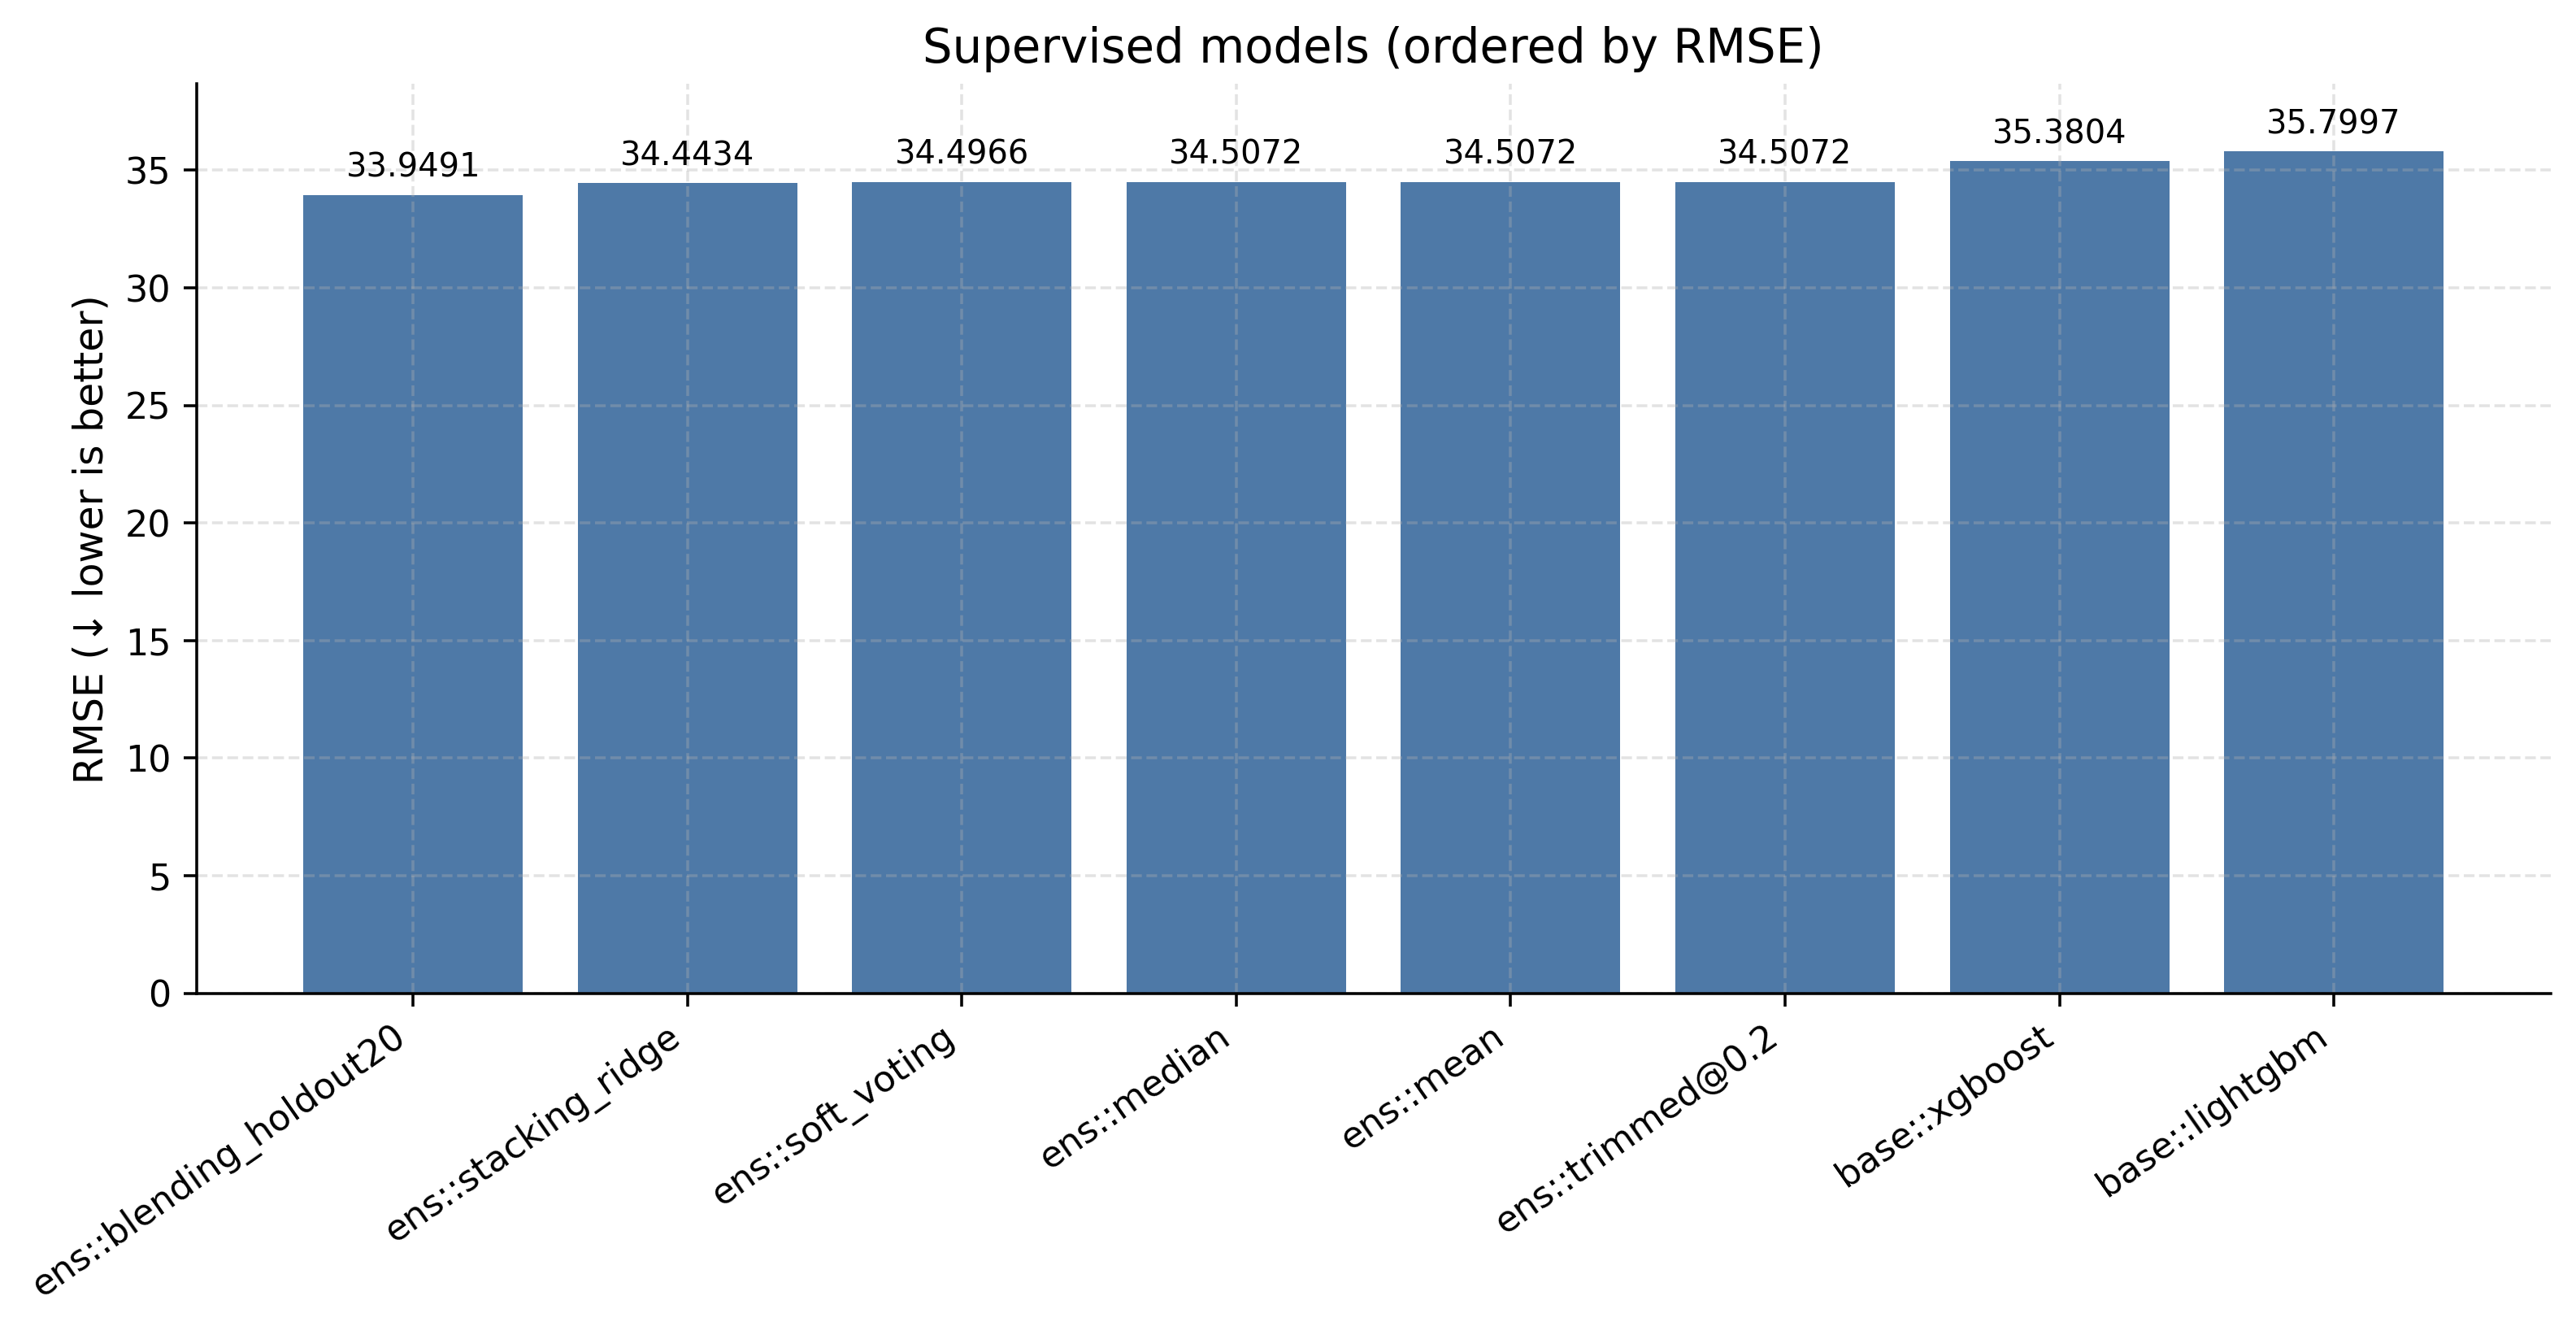 Supervised models (ordered by RMSE)
RMSE (↓ lower is better)
35
30
25
20
15
10
5
0
33.9491
34.4434
34.4966
34.5072
34.5072
34.5072
35.3804
35.7997
ens::blending_holdout20
ens::stacking_ridge
ens::soft_voting
ens::median
ens::mean
ens::trimmed@0.2
base::xgboost
base::lightgbm